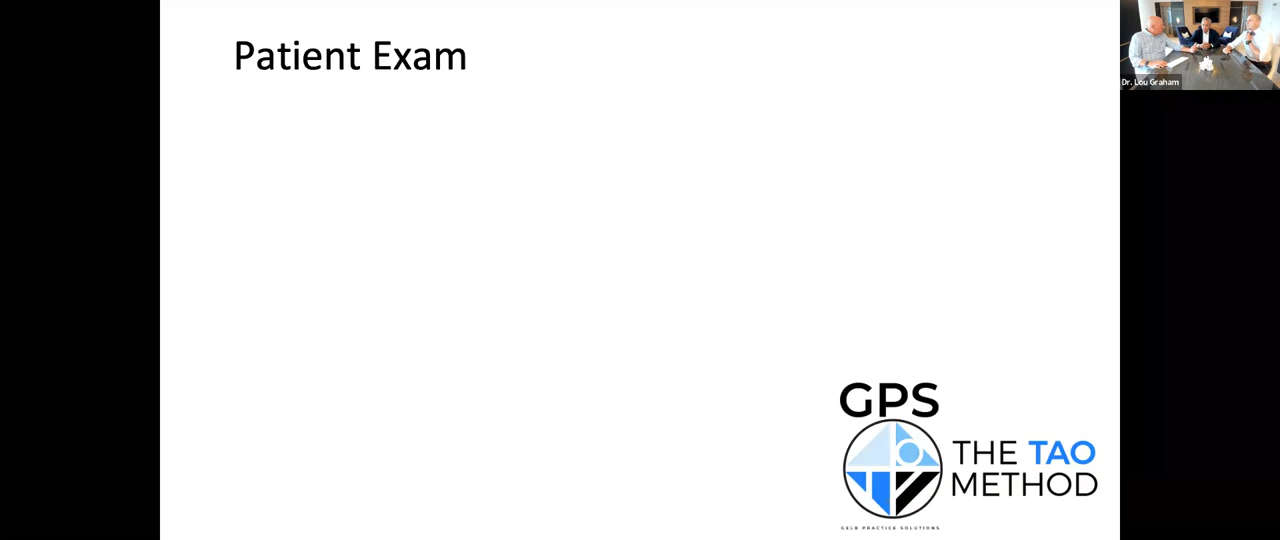 Patient Exam
Dr. Lou Graham
GPS
THE TAO
METHOD
GELB PRACTICE SOLUTIONS